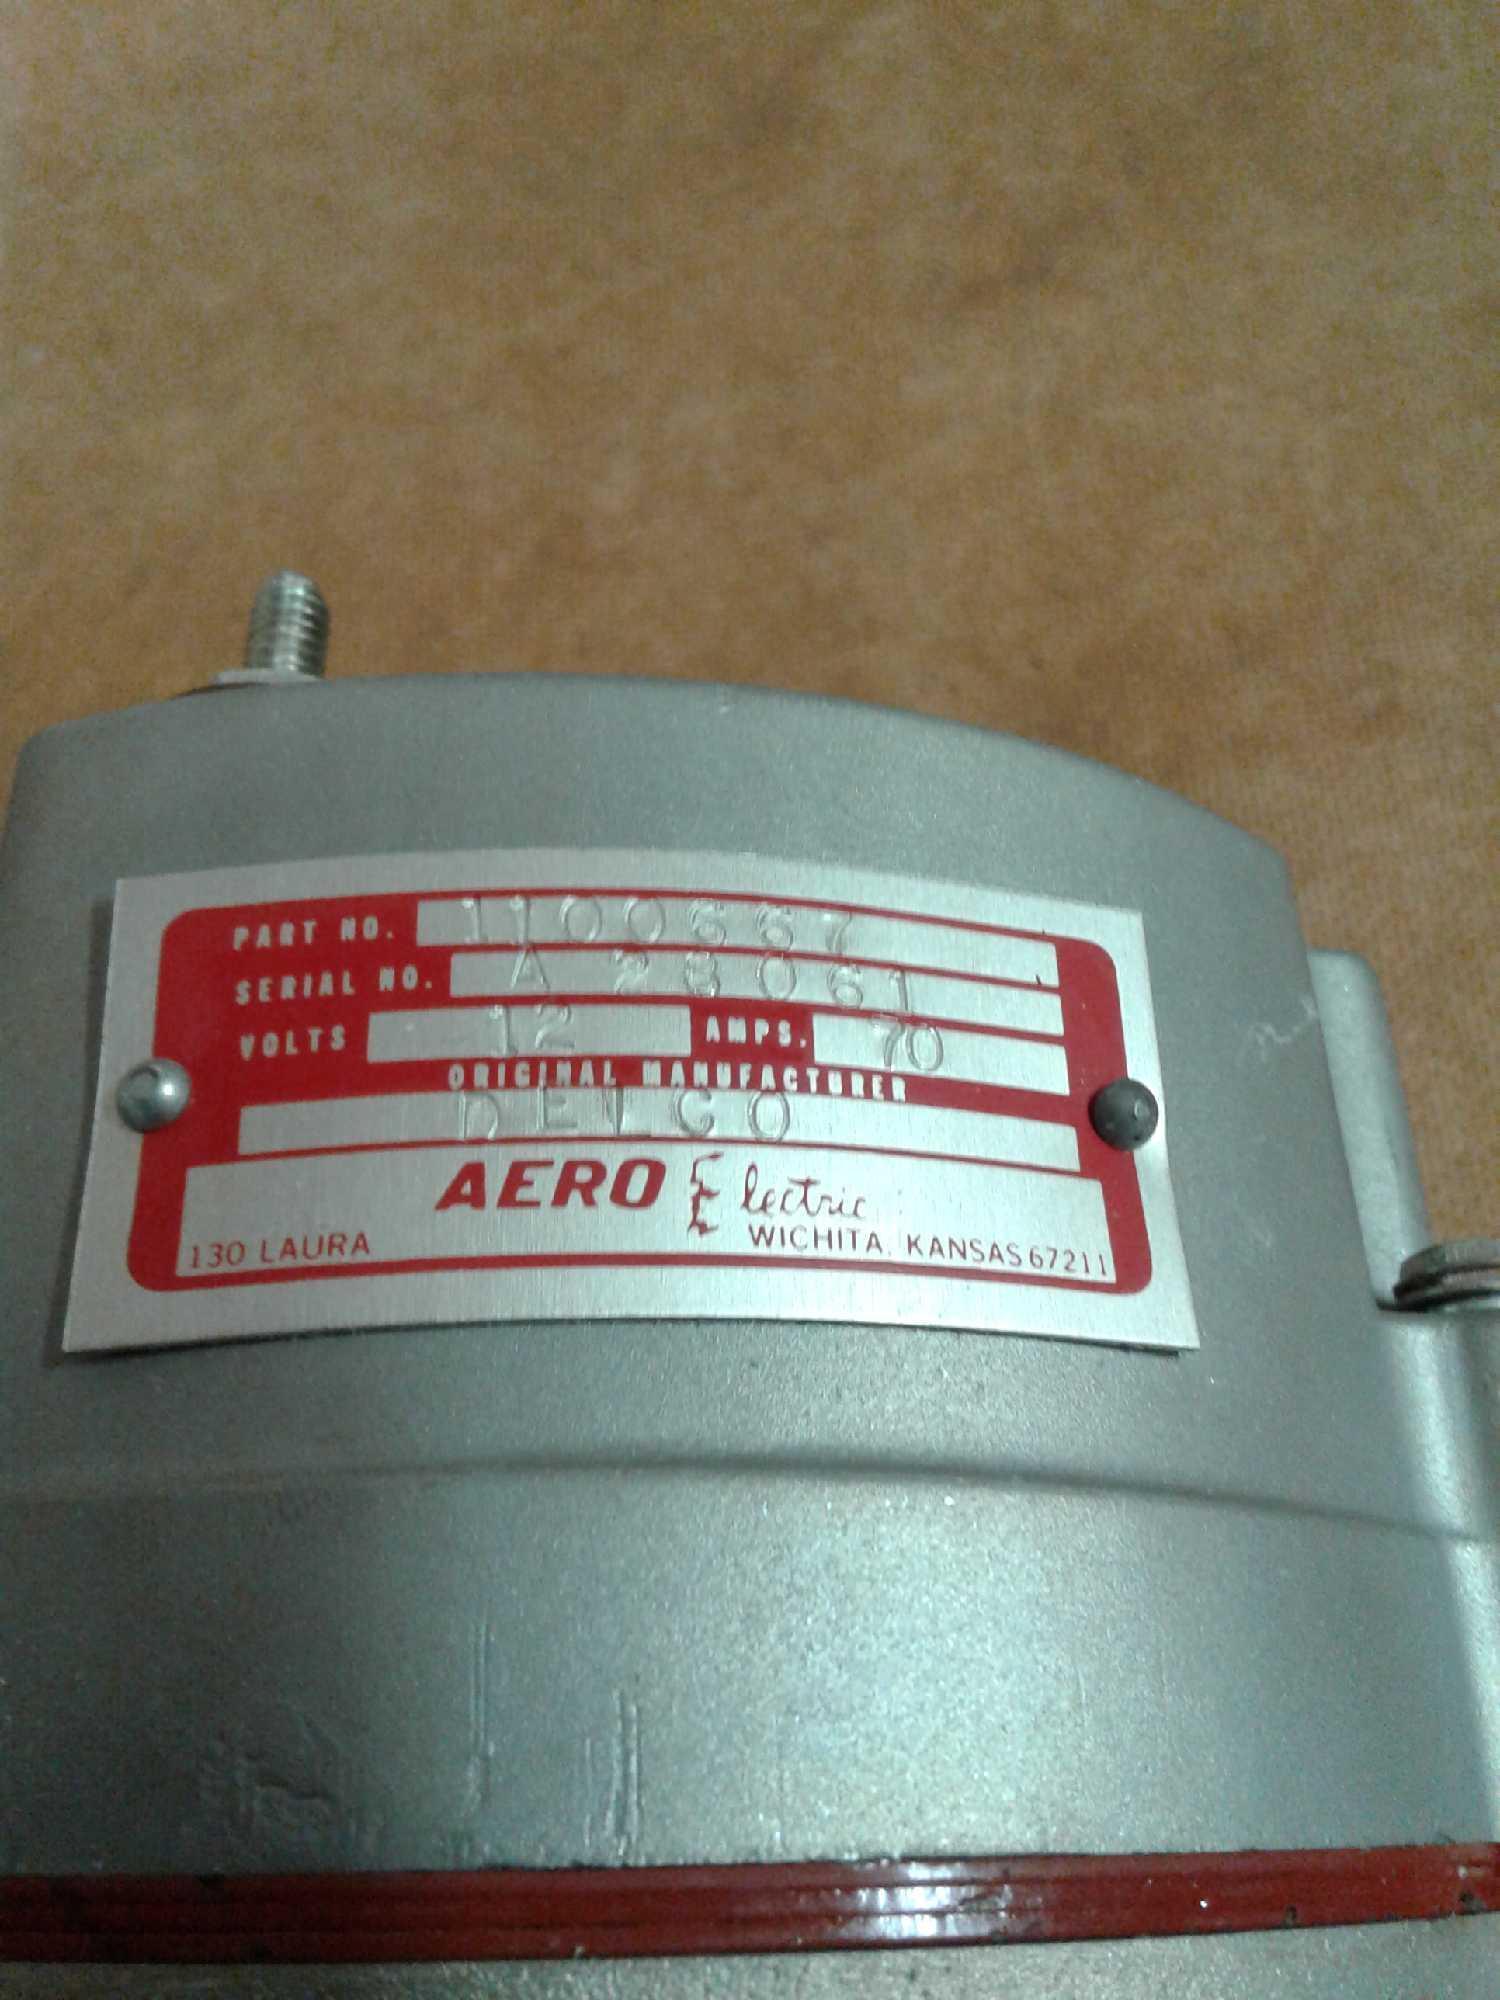 PART NO. 1100667
SERIAL NO. A 28061
VOLTS 12 AMPS. 70
ORIGINAL MANUFACTURER
DELCO
AERO Electric
130 LAURA WICHITA, KANSAS 67211